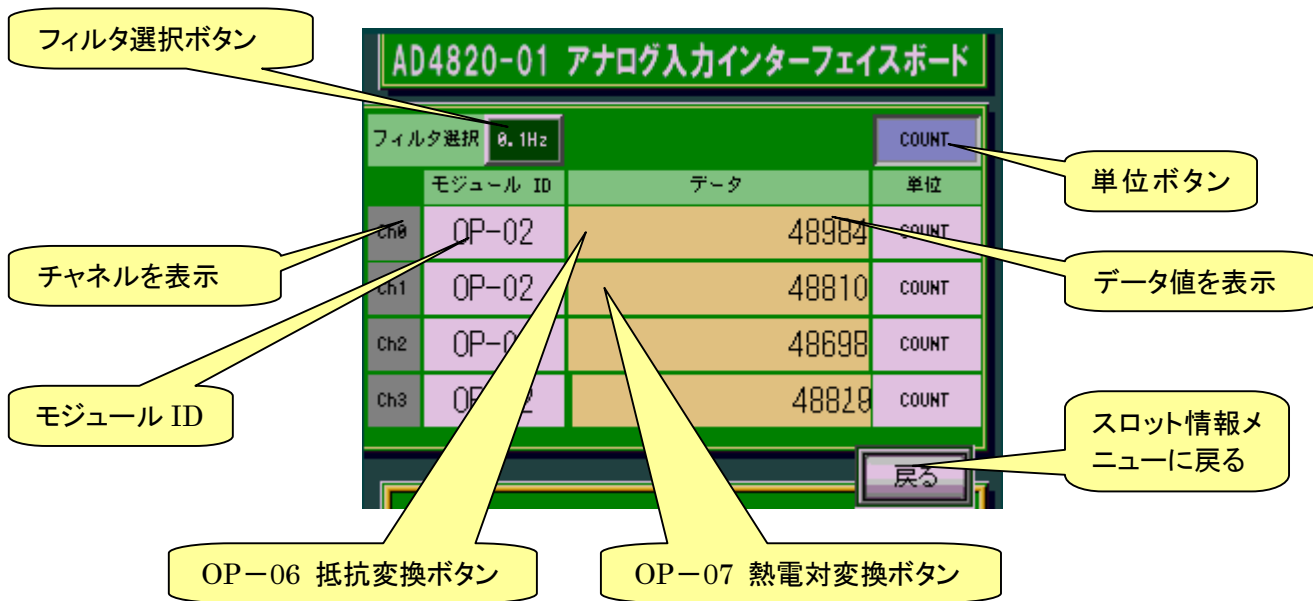 フィルタ選択ボタン
AD4820-01 アナログ入力インターフェイスボード
フィルタ選択 0.1Hz COUNT
単位ボタン
モジュール ID データ 単位
Ch0 OP-02 48984 COUNT
チャネルを表示
データ値を表示
Ch1 OP-02 48810 COUNT
Ch2 48698 COUNT
モジュール ID
Ch3 COUNT
スロット情報メ
ニューに戻る
戻る
OP－06 抵抗変換ボタン
OP－07 熱電対変換ボタン